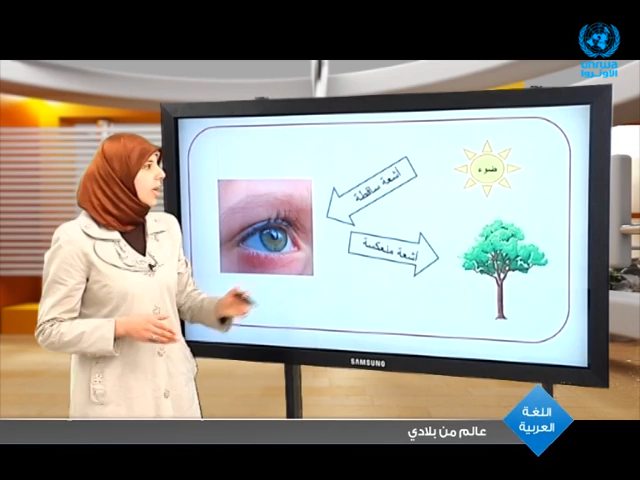 unrwa
الأونروا
ضوء
أشعة ساقطة
أشعة منعكسة
SAMSUNG
اللغة
العربية
عالم من بلادي